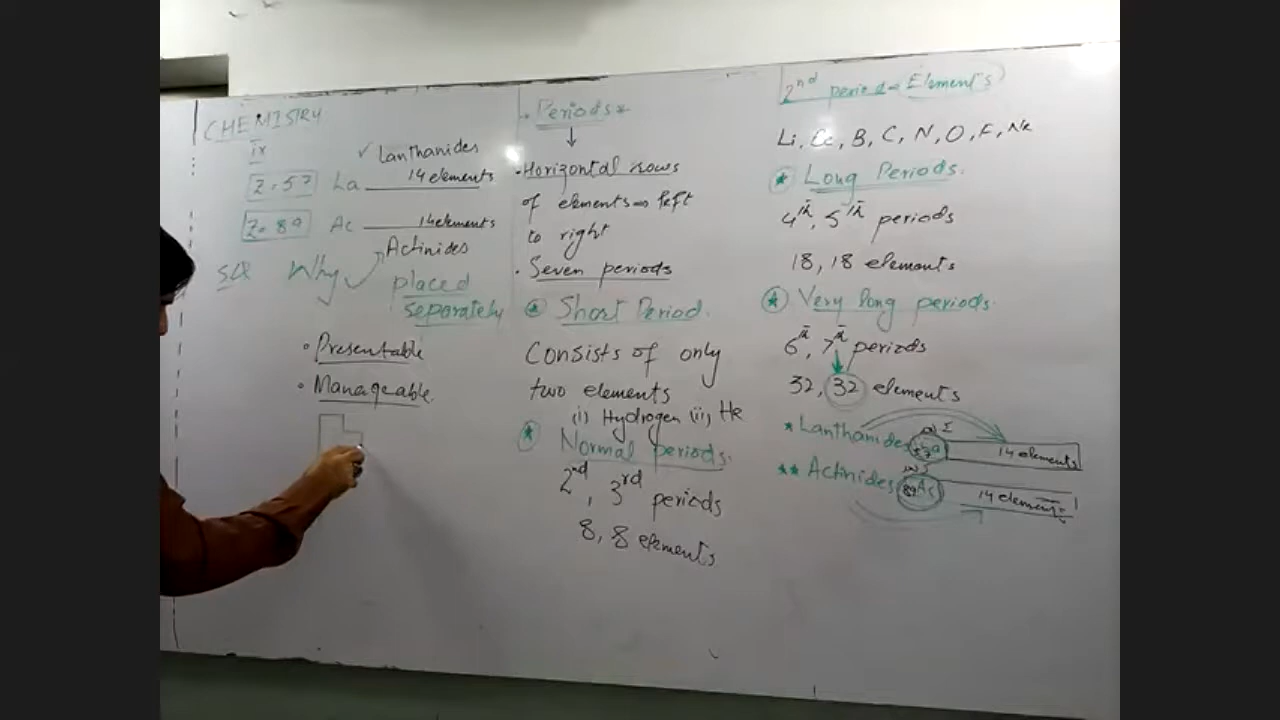 CHEMISTRY
IX
Lanthanides
Z=57 La 14 elements
Z=89 Ac 14 elements
Actinides
SQ Why placed
separately
• Presentable
• Manageable
Periods
• Horizontal rows
of elements → left
to right
• Seven periods
* Short Period.
Consists of only
two elements
(i) Hydrogen (ii) He
* Normal periods.
2nd, 3rd periods
8, 8 elements
2nd period → Elements
Li, Be, B, C, N, O, F, Ne
* Long Periods.
4th, 5th periods
18, 18 elements
* Very long periods.
6th, 7th periods
32, 32 elements
* Lanthanides 57La 14 elements
** Actinides 89Ac 14 elements